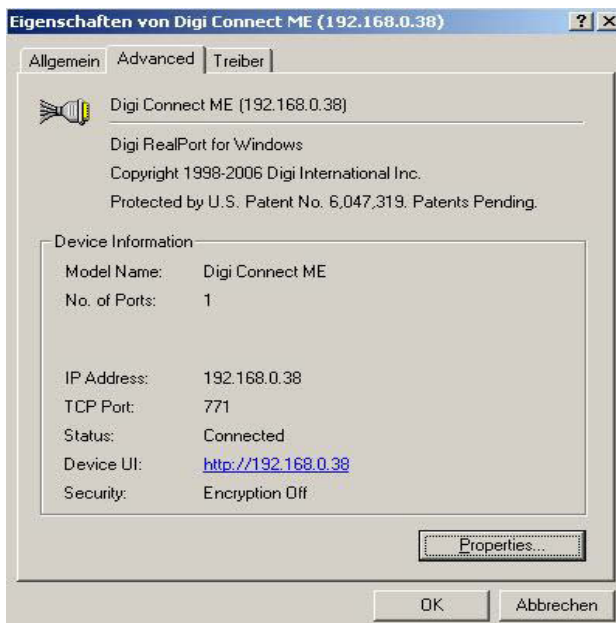 Eigenschaften von Digi Connect ME (192.168.0.38)
Allgemein Advanced Treiber
Digi Connect ME (192.168.0.38)
Digi RealPort for Windows
Copyright 1998-2006 Digi International Inc.
Protected by U.S. Patent No. 6,047,319. Patents Pending.
Device Information
Model Name: Digi Connect ME
No. of Ports: 1
IP Address: 192.168.0.38
TCP Port: 771
Status: Connected
Device UI: http://192.168.0.38
Security: Encryption Off
Properties...
OK Abbrechen